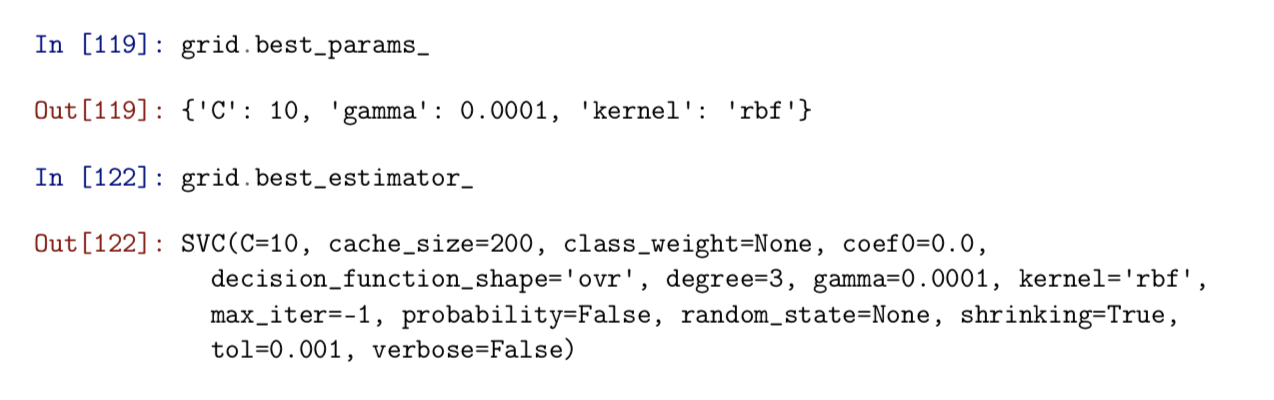 In [119]: grid.best_params_
Out[119]: {'C': 10, 'gamma': 0.0001, 'kernel': 'rbf'}
In [122]: grid.best_estimator_
Out[122]: SVC(C=10, cache_size=200, class_weight=None, coef0=0.0,
decision_function_shape='ovr', degree=3, gamma=0.0001, kernel='rbf',
max_iter=-1, probability=False, random_state=None, shrinking=True,
tol=0.001, verbose=False)